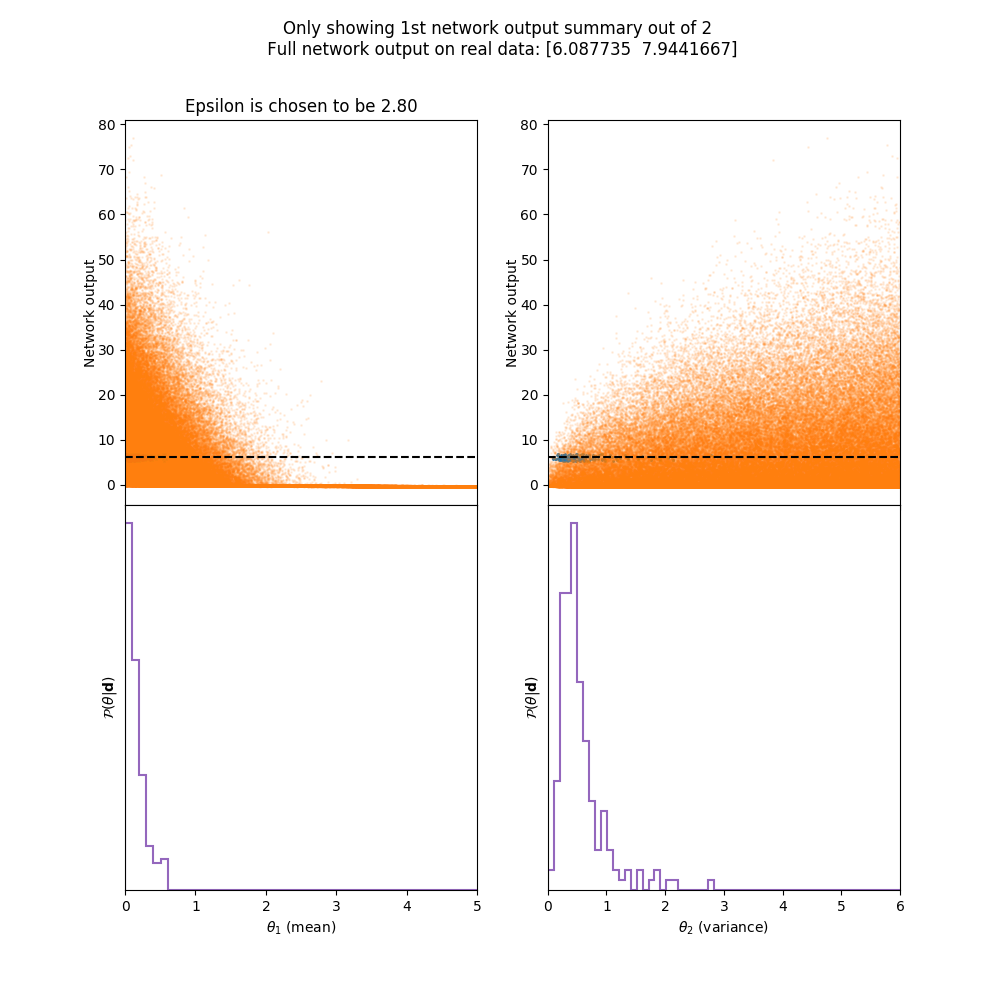 Only showing 1st network output summary out of 2
Full network output on real data: [6.087735 7.9441667]
Epsilon is chosen to be 2.80
80
70
60
50
40
30
20
10
0
Network output
80
70
60
50
40
30
20
10
0
Network output
𝒫(θ|𝐝)
0 1 2 3 4 5
θ₁ (mean)
𝒫(θ|𝐝)
0 1 2 3 4 5 6
θ₂ (variance)